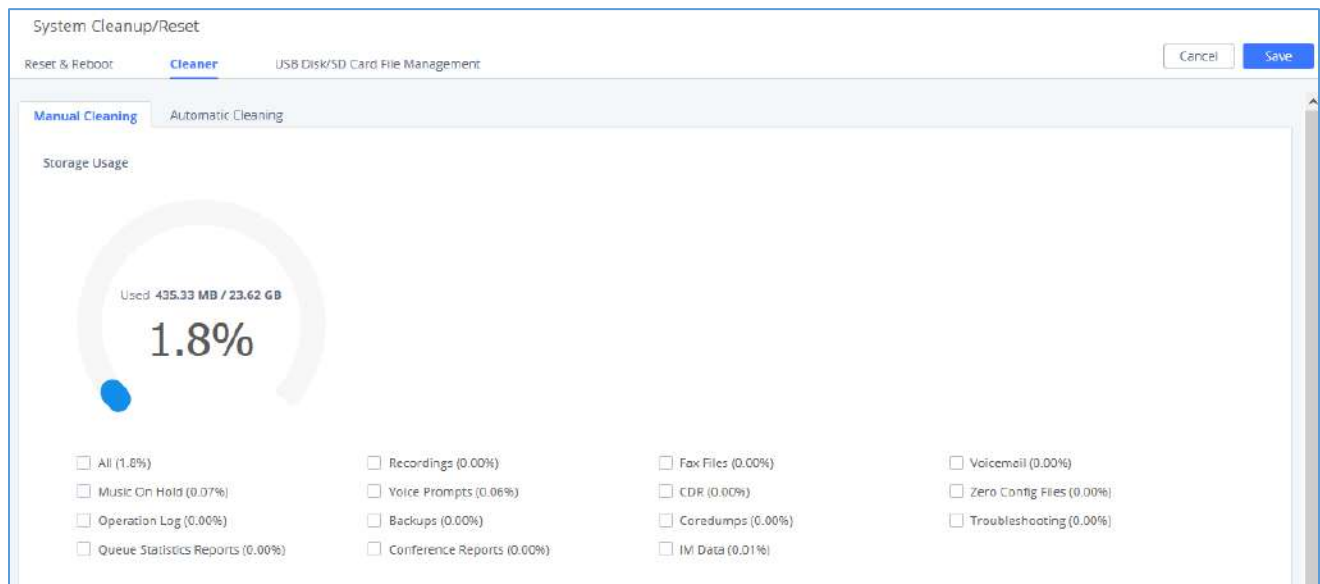 System Cleanup/Reset
Reset & Reboot Cleaner USB Disk/SD Card File Management Cancel Save
Manual Cleaning Automatic Cleaning
Storage Usage
Used 435.33 MB / 23.62 GB
1.8%
All (1.8%) Recordings (0.00%) Fax Files (0.00%) Voicemail (0.00%)
Music On Hold (0.07%) Voice Prompts (0.06%) CDR (0.00%) Zero Config Files (0.00%)
Operation Log (0.00%) Backups (0.00%) Coredumps (0.00%) Troubleshooting (0.00%)
Queue Statistics Reports (0.00%) Conference Reports (0.00%) IM Data (0.01%)